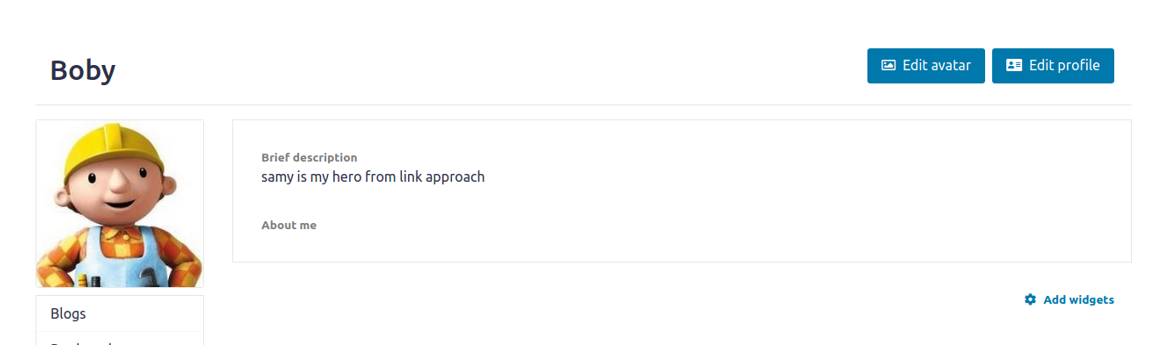 Boby
Edit avatar
Edit profile
Brief description
samy is my hero from link approach
About me
Add widgets
Blogs